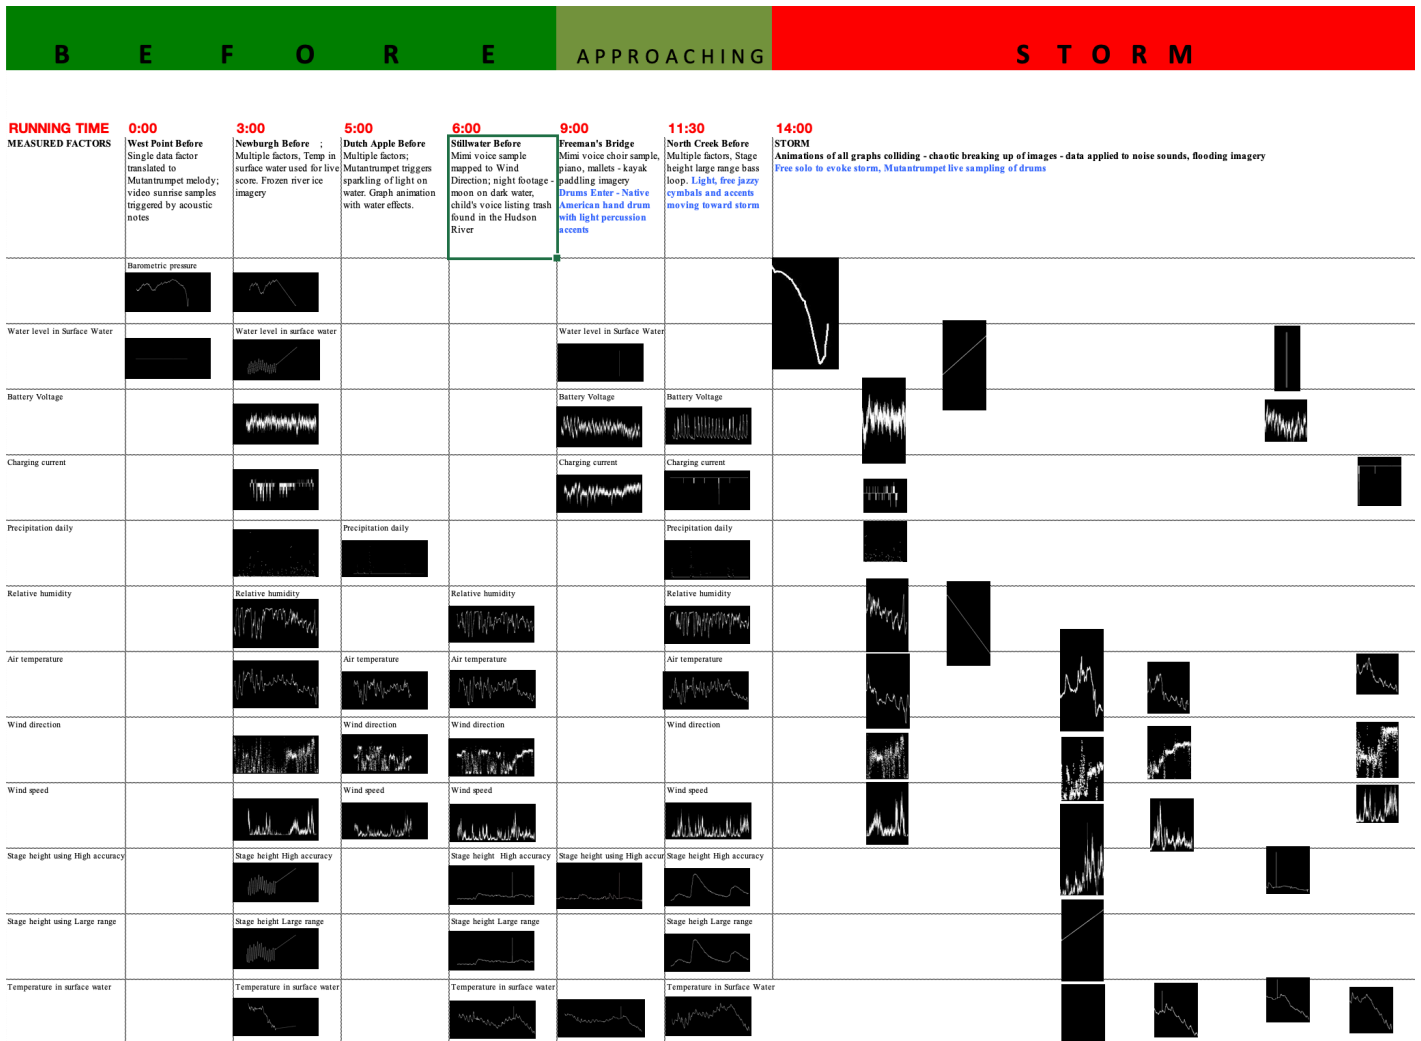 BEFORE
APPROACHING
STORM
RUNNING TIME
0:00
3:00
5:00
6:00
9:00
11:30
14:00
MEASURED FACTORS
West Point Before
Single data factor
translated to
Mutantrumpet melody;
video sunrise samples
triggered by acoustic
notes
Newburgh Before ;
Multiple factors, Temp in
surface water used for live
score. Frozen river ice
imagery
Dutch Apple Before
Multiple factors;
Mutantrumpet triggers
sparkling of light on
water. Graph animation
with water effects.
Stillwater Before
Mimi voice sample
mapped to Wind
Direction; night footage -
moon on dark water,
child's voice listing trash
found in the Hudson
River
Freeman's Bridge
Mimi voice choir sample,
piano, mallets - kayak
paddling imagery
Drums Enter - Native
American hand drum
with light percussion
accents
North Creek Before
Multiple factors, Stage
height large range bass
loop. Light, free jazzy
cymbals and accents
moving toward storm
STORM
Animations of all graphs colliding - chaotic breaking up of images - data applied to noise sounds, flooding imagery
Free solo to evoke storm, Mutantrumpet live sampling of drums
Barometric pressure
Water level in Surface Water
Water level in surface water
Water level in Surface Water
Battery Voltage
Battery Voltage
Battery Voltage
Charging current
Charging current
Charging current
Precipitation daily
Precipitation daily
Precipitation daily
Relative humidity
Relative humidity
Relative humidity
Relative humidity
Air temperature
Air temperature
Air temperature
Air temperature
Wind direction
Wind direction
Wind direction
Wind direction
Wind speed
Wind speed
Wind speed
Wind speed
Stage height using High accuracy
Stage height High accuracy
Stage height High accuracy
Stage height using High accur
Stage height High accuracy
Stage height using Large range
Stage height Large range
Stage height Large range
Stage heigh Large range
Temperature in surface water
Temperature in surface water
Temperature in surface water
Temperature in Surface Water